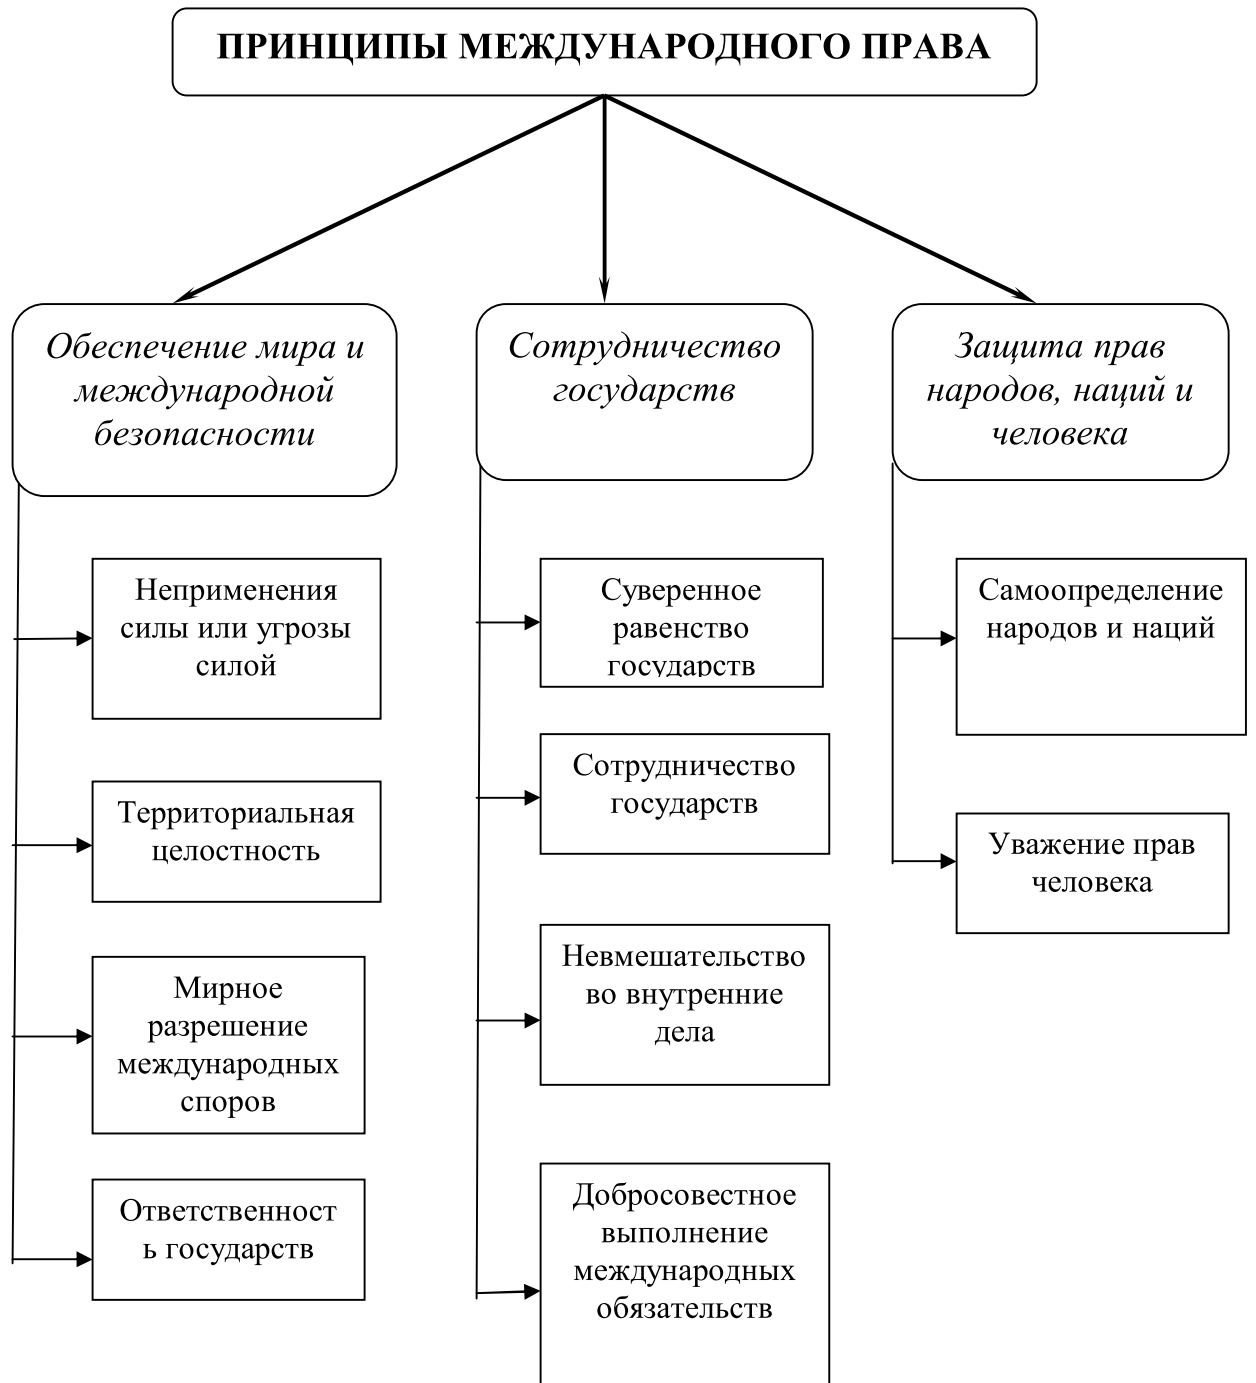 ПРИНЦИПЫ МЕЖДУНАРОДНОГО ПРАВА
Обеспечение мира и
международной
безопасности
Неприменения
силы или угрозы
силой
Территориальная
целостность
Мирное
разрешение
международных
споров
Ответственност
ь государств
Сотрудничество
государств
Суверенное
равенство
государств
Сотрудничество
государств
Невмешательство
во внутренние
дела
Добросовестное
выполнение
международных
обязательств
Защита прав
народов, наций и
человека
Самоопределение
народов и наций
Уважение прав
человека